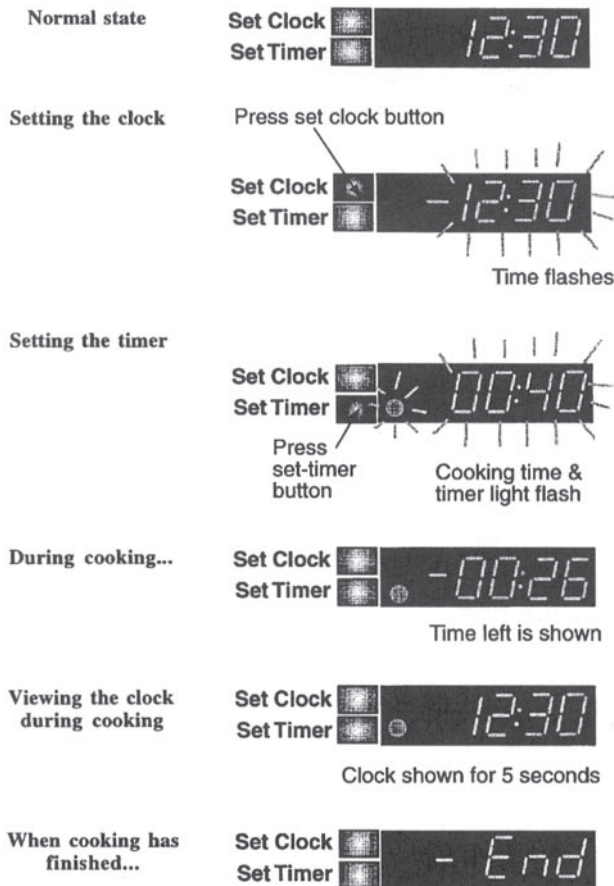 Normal state
Set Clock
12:30
Set Timer
Setting the clock
Press set clock button
Set Clock
-12:30
Set Timer
Time flashes
Setting the timer
Set Clock
00:40
Set Timer
Press
set-timer
button
Cooking time &
timer light flash
During cooking...
Set Clock
-00:26
Set Timer
Time left is shown
Viewing the clock
during cooking
Set Clock
12:30
Set Timer
Clock shown for 5 seconds
When cooking has
finished...
Set Clock
- End
Set Timer